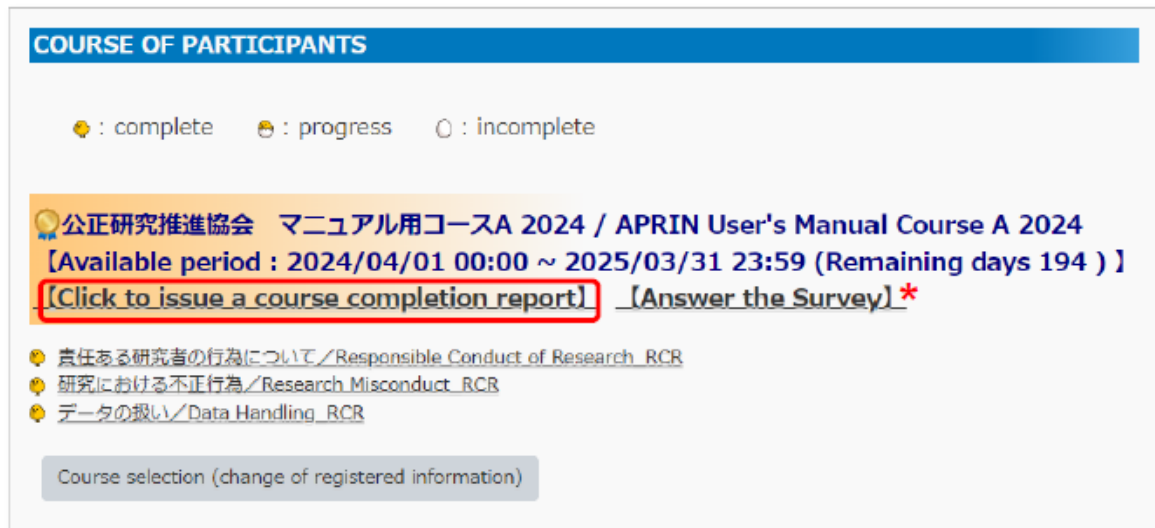 COURSE OF PARTICIPANTS
: complete : progress : incomplete
公正研究推進協会 マニュアル用コースA 2024 / APRIN User's Manual Course A 2024
【Available period : 2024/04/01 00:00 ~ 2025/03/31 23:59 (Remaining days 194 ) 】
【Click to issue a course completion report】 【Answer the Survey】*
責任ある研究者の行為について／Responsible Conduct of Research_RCR
研究における不正行為／Research Misconduct_RCR
データの扱い／Data Handling_RCR
Course selection (change of registered information)